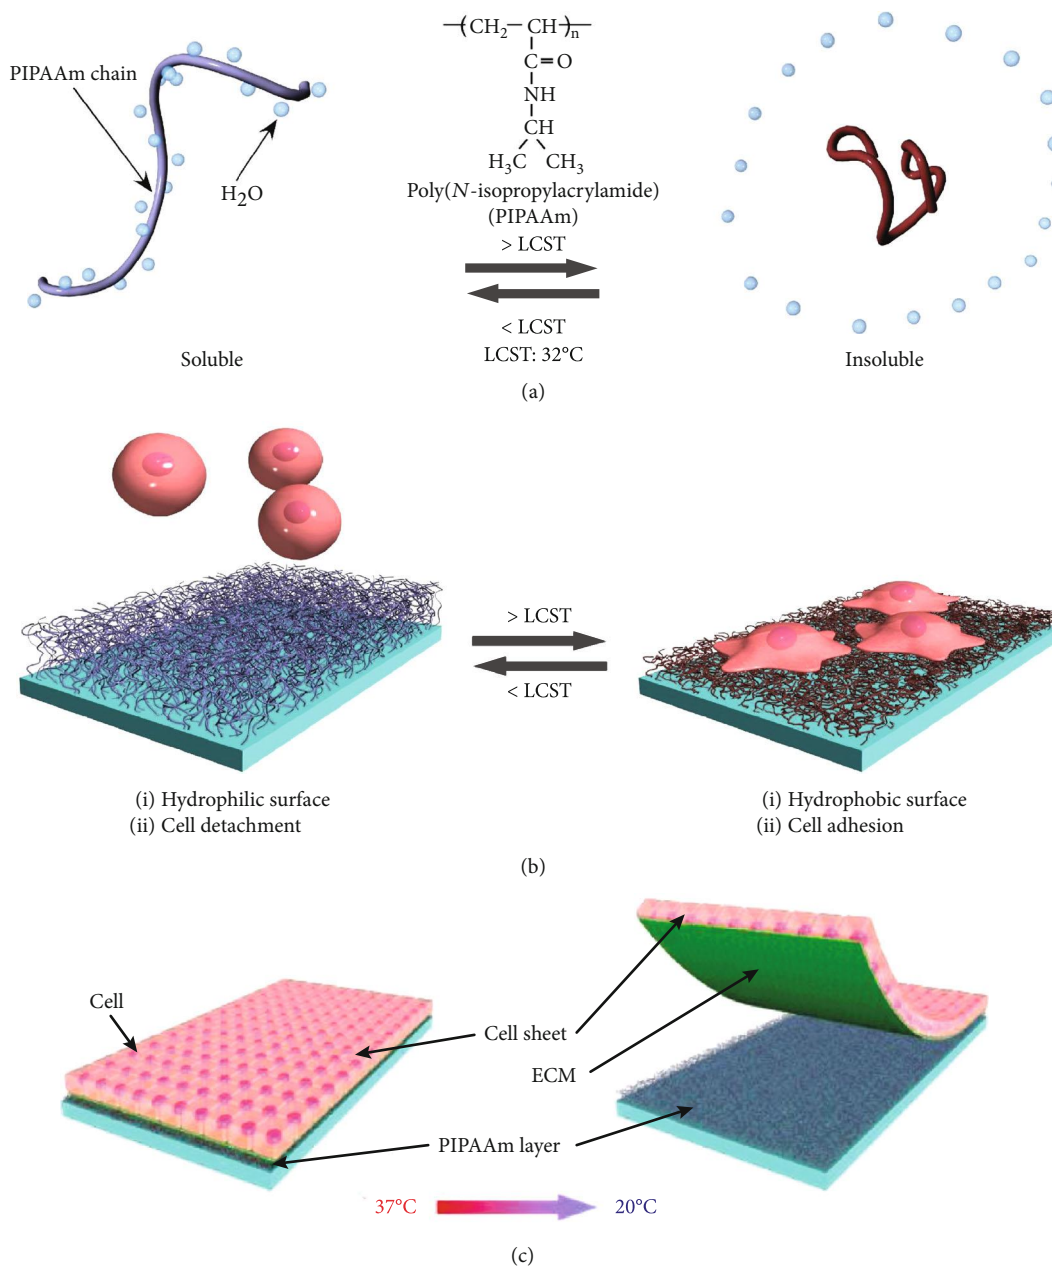 PIPAAm chain
H2O
Soluble
—(CH2—CH)n—
C=O
NH
CH
H3C CH3
Poly(N-isopropylacrylamide)
(PIPAAm)
> LCST
< LCST
LCST: 32°C
Insoluble
(a)
> LCST
< LCST
(i) Hydrophilic surface
(ii) Cell detachment
(i) Hydrophobic surface
(ii) Cell adhesion
(b)
Cell
Cell sheet
ECM
PIPAAm layer
37°C
20°C
(c)